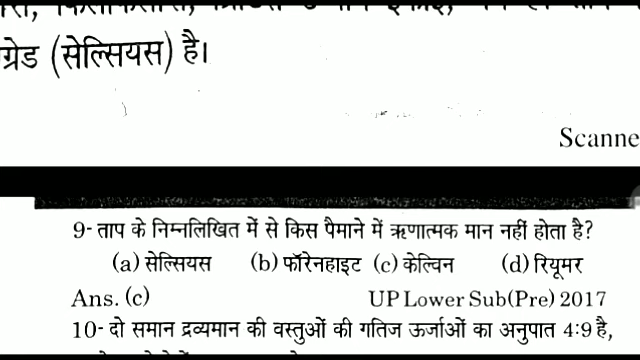 ग्रेड (सेल्सियस) है।
Scanne
9- ताप के निम्नलिखित में से किस पैमाने में ऋणात्मक मान नहीं होता है?
(a) सेल्सियस (b) फॉरेनहाइट (c) केल्विन (d) रियूमर
Ans. (c) UP Lower Sub(Pre) 2017
10- दो समान द्रव्यमान की वस्तुओं की गतिज ऊर्जाओं का अनुपात 4:9 है,